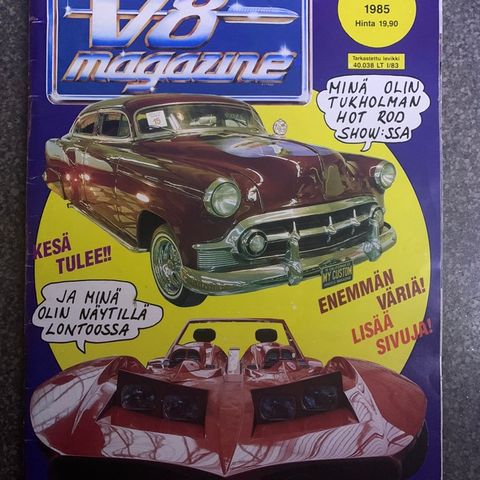 V8
magazine
1985
Hinta 19,90
Tarkastettu levikki
40.038 LT I/83
MINÄ OLIN
TUKHOLMAN
HOT ROD
SHOW:SSA
KESÄ
TULEE!!
MY CUSTOM
ENEMMÄN
VÄRIÄ!
LISÄÄ
SIVUJA!
JA MINÄ
OLIN NÄYTILLÄ
LONTOOSSA